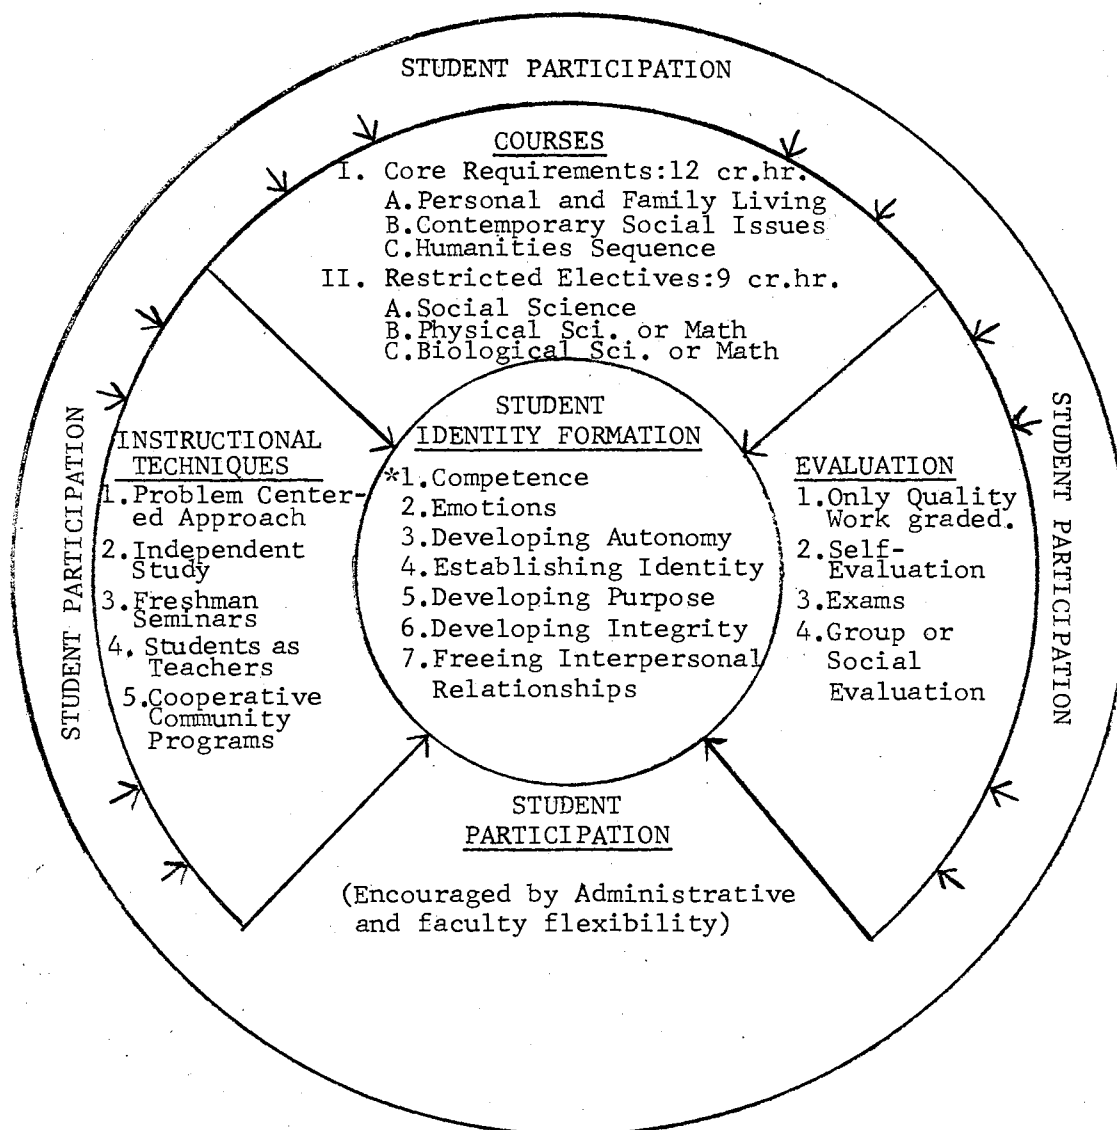 STUDENT PARTICIPATION
COURSES
I. Core Requirements:12 cr.hr.
A.Personal and Family Living
B.Contemporary Social Issues
C.Humanities Sequence
II. Restricted Electives:9 cr.hr.
A.Social Science
B.Physical Sci. or Math
C.Biological Sci. or Math
STUDENT PARTICIPATION
INSTRUCTIONAL
TECHNIQUES
1.Problem Center-
ed Approach
2.Independent
Study
3.Freshman
Seminars
4. Students as
Teachers
5.Cooperative
Community
Programs
STUDENT
IDENTITY FORMATION
*1.Competence
2.Emotions
3.Developing Autonomy
4.Establishing Identity
5.Developing Purpose
6.Developing Integrity
7.Freeing Interpersonal
Relationships
EVALUATION
1.Only Quality
Work graded.
2.Self-
Evaluation
3.Exams
4.Group or
Social
Evaluation
STUDENT PARTICIPATION
STUDENT
PARTICIPATION
(Encouraged by Administrative
and faculty flexibility)